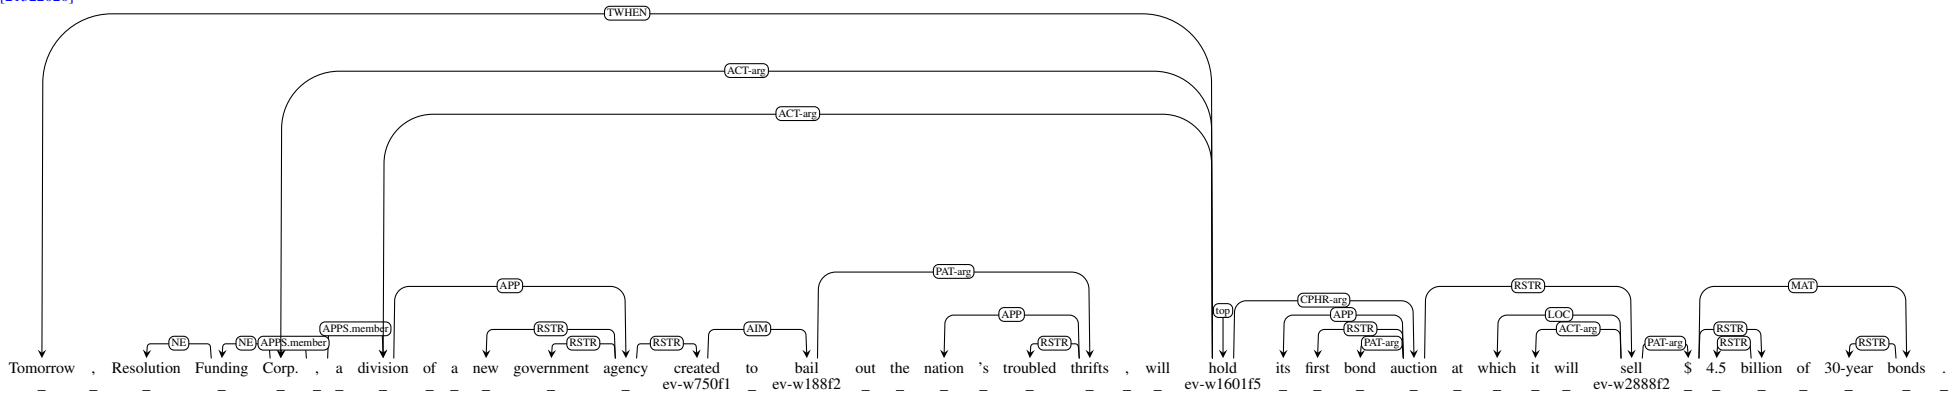 TWHEN
ACT-arg
ACT-arg
PAT-arg
APP RSTR MAT
top CPHR-arg
APP APP LOC
APPS.member RSTR AIM RSTR ACT-arg RSTR
NE NE APPS.member RSTR RSTR RSTR PAT-arg PAT-arg RSTR RSTR
Tomorrow , Resolution Funding Corp. , a division of a new government agency created to bail out the nation 's troubled thrifts , will hold its first bond auction at which it will sell $ 4.5 billion of 30-year bonds .
_ _ _ _ _ _ _ _ _ _ _ _ _ ev-w750f1 _ ev-w188f2 _ _ _ _ _ _ _ _ ev-w1601f5 _ _ _ _ _ _ _ _ ev-w2888f2 _ _ _ _ _ _ _